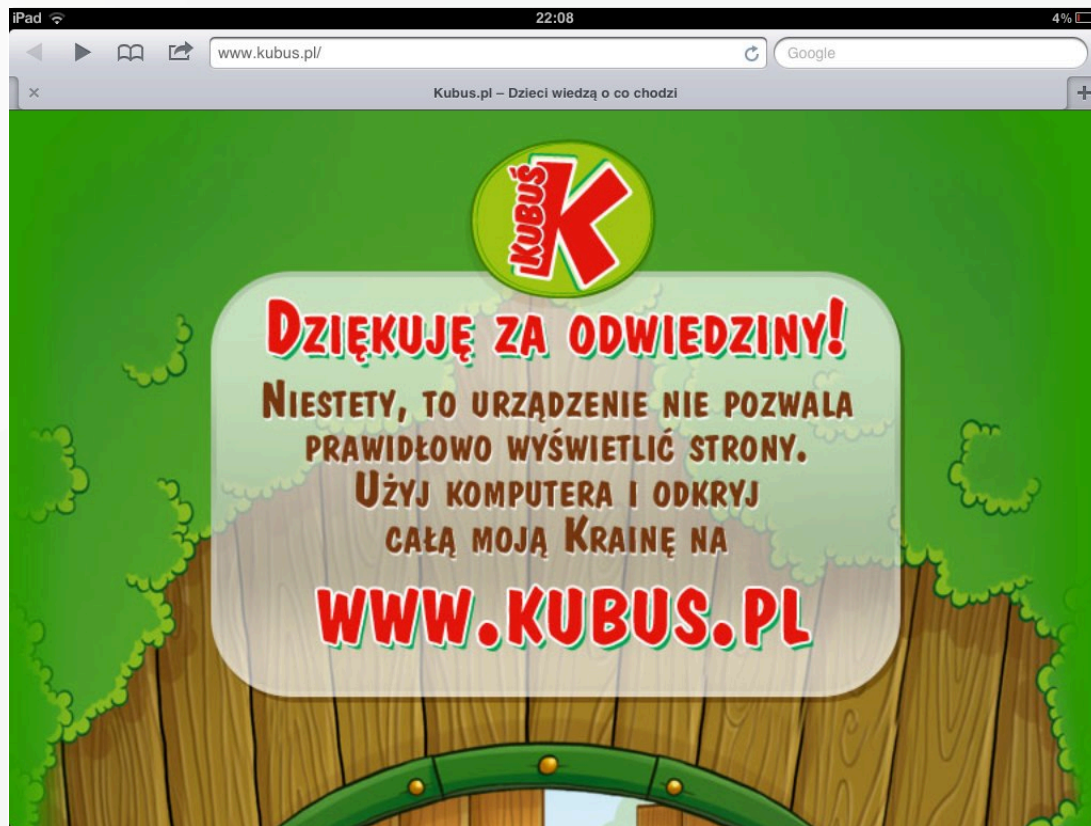 iPad 22:08 4%
www.kubus.pl/ Google
Kubus.pl – Dzieci wiedzą o co chodzi
KUBUŚ K
DZIĘKUJĘ ZA ODWIEDZINY!
NIESTETY, TO URZĄDZENIE NIE POZWALA
PRAWIDŁOWO WYŚWIETLIĆ STRONY.
UŻYJ KOMPUTERA I ODKRYJ
CAŁĄ MOJĄ KRAINĘ NA
WWW.KUBUS.PL